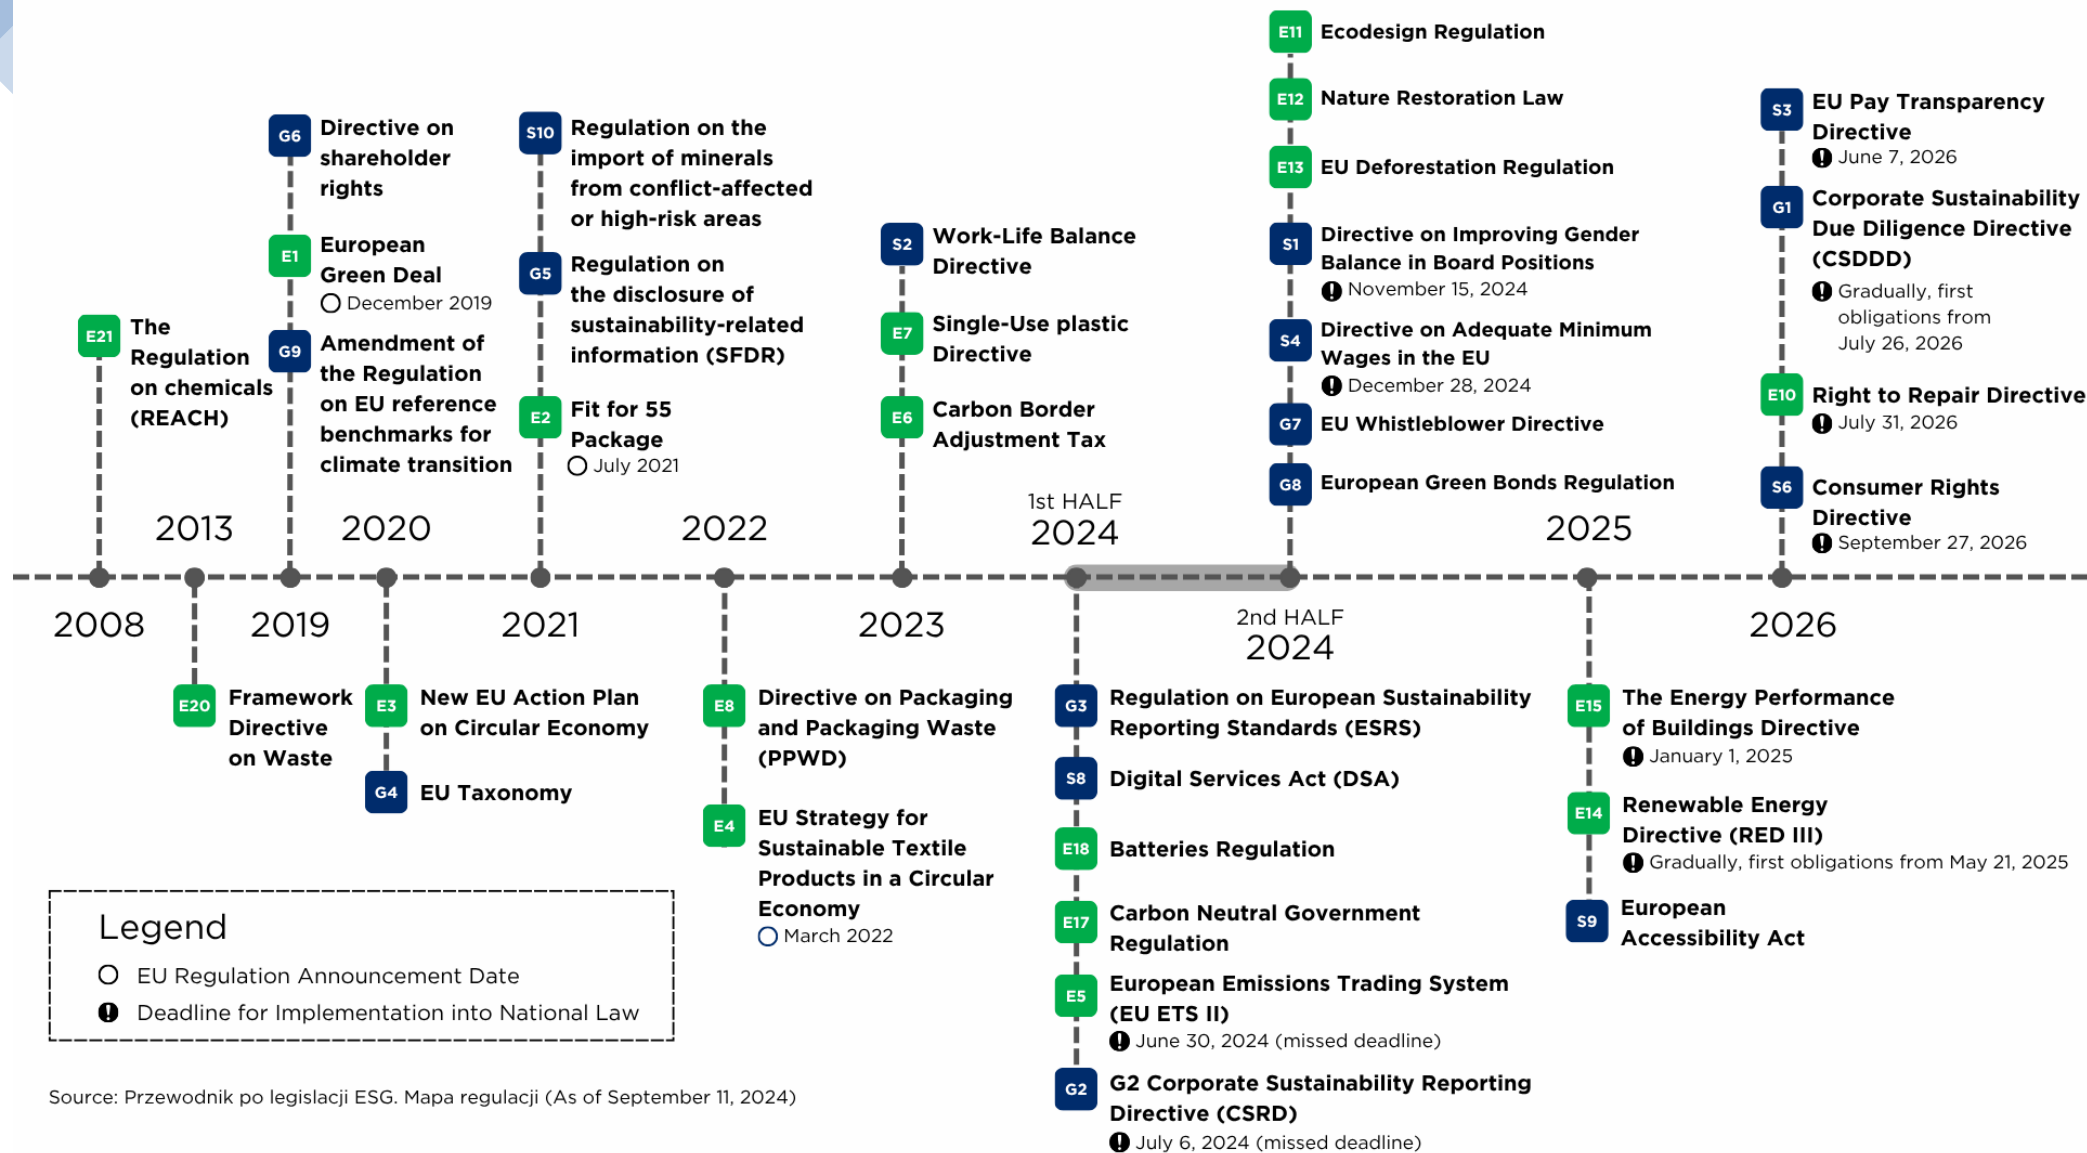 E21
The
Regulation
on chemicals
(REACH)
2008
2013
E20
Framework
Directive
on Waste
G6
Directive on
shareholder
rights
E1
European
Green Deal
December 2019
G9
Amendment of
the Regulation
on EU reference
benchmarks for
climate transition
2019
2020
E3
New EU Action Plan
on Circular Economy
G4
EU Taxonomy
S10
Regulation on the
import of minerals
from conflict-affected
or high-risk areas
G5
Regulation on
the disclosure of
sustainability-related
information (SFDR)
E2
Fit for 55
Package
July 2021
2021
2022
E8
Directive on Packaging
and Packaging Waste
(PPWD)
E4
EU Strategy for
Sustainable Textile
Products in a Circular
Economy
March 2022
S2
Work-Life Balance
Directive
E7
Single-Use plastic
Directive
E6
Carbon Border
Adjustment Tax
2023
1st HALF
2024
G3
Regulation on European Sustainability
Reporting Standards (ESRS)
S8
Digital Services Act (DSA)
E18
Batteries Regulation
E17
Carbon Neutral Government
Regulation
E5
European Emissions Trading System
(EU ETS II)
June 30, 2024 (missed deadline)
G2
G2 Corporate Sustainability Reporting
Directive (CSRD)
July 6, 2024 (missed deadline)
E11
Ecodesign Regulation
E12
Nature Restoration Law
E13
EU Deforestation Regulation
S1
Directive on Improving Gender
Balance in Board Positions
November 15, 2024
S4
Directive on Adequate Minimum
Wages in the EU
December 28, 2024
G7
EU Whistleblower Directive
G8
European Green Bonds Regulation
2nd HALF
2024
2025
E15
The Energy Performance
of Buildings Directive
January 1, 2025
E14
Renewable Energy
Directive (RED III)
Gradually, first obligations from May 21, 2025
S9
European
Accessibility Act
S3
EU Pay Transparency
Directive
June 7, 2026
G1
Corporate Sustainability
Due Diligence Directive
(CSDDD)
Gradually, first
obligations from
July 26, 2026
E10
Right to Repair Directive
July 31, 2026
S6
Consumer Rights
Directive
September 27, 2026
2026
Legend
EU Regulation Announcement Date
Deadline for Implementation into National Law
Source: Przewodnik po legislacji ESG. Mapa regulacji (As of September 11, 2024)